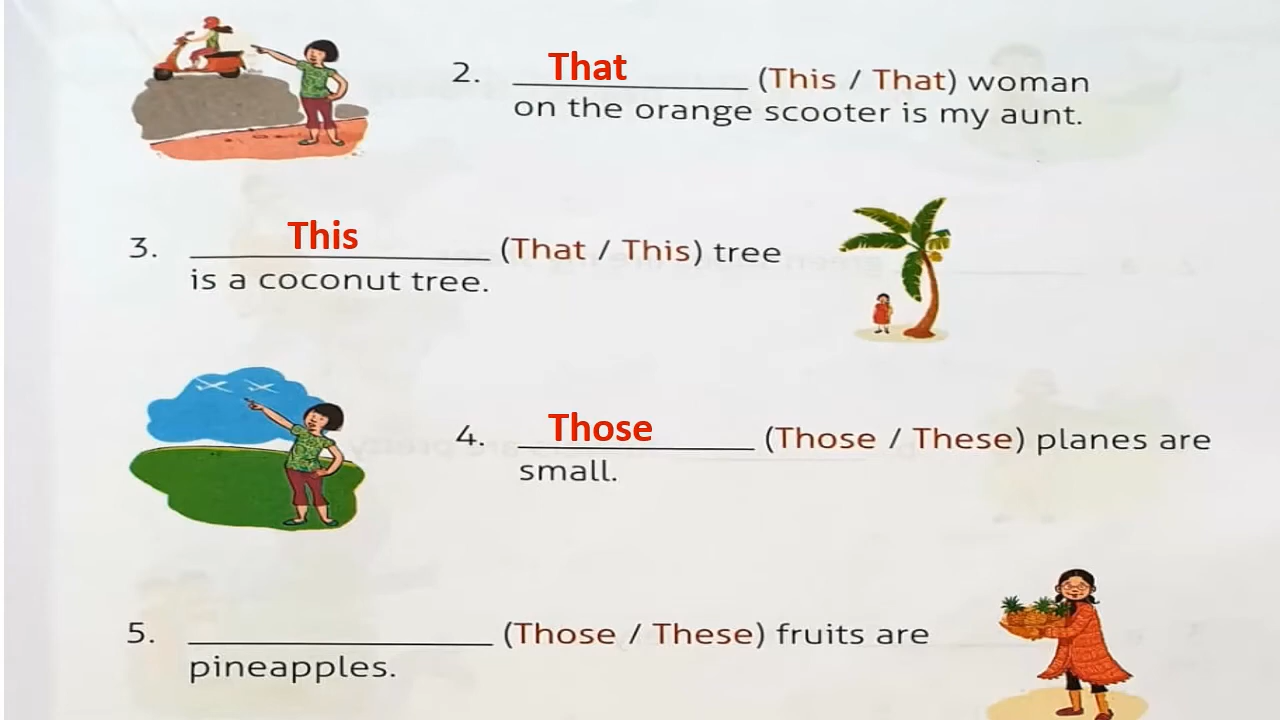 2. That (This / That) woman
on the orange scooter is my aunt.
3. This (That / This) tree
is a coconut tree.
4. Those (Those / These) planes are
small.
5. (Those / These) fruits are
pineapples.